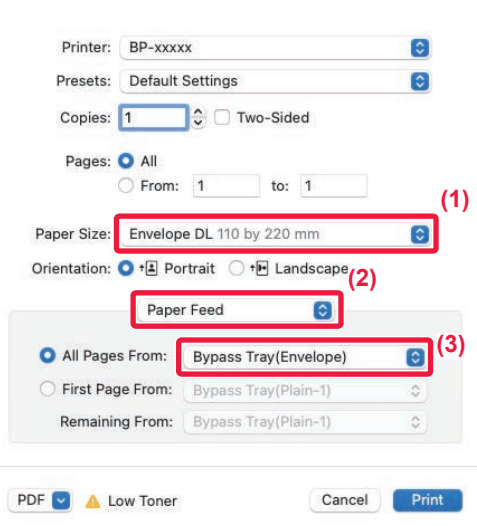 Printer: BP-xxxxx
Presets: Default Settings
Copies: 1 Two-Sided
Pages: All
From: 1 to: 1
(1)
Paper Size: Envelope DL 110 by 220 mm
Orientation: Portrait Landscape
(2)
Paper Feed
(3)
All Pages From: Bypass Tray(Envelope)
First Page From: Bypass Tray(Plain-1)
Remaining From: Bypass Tray(Plain-1)
PDF Low Toner Cancel Print